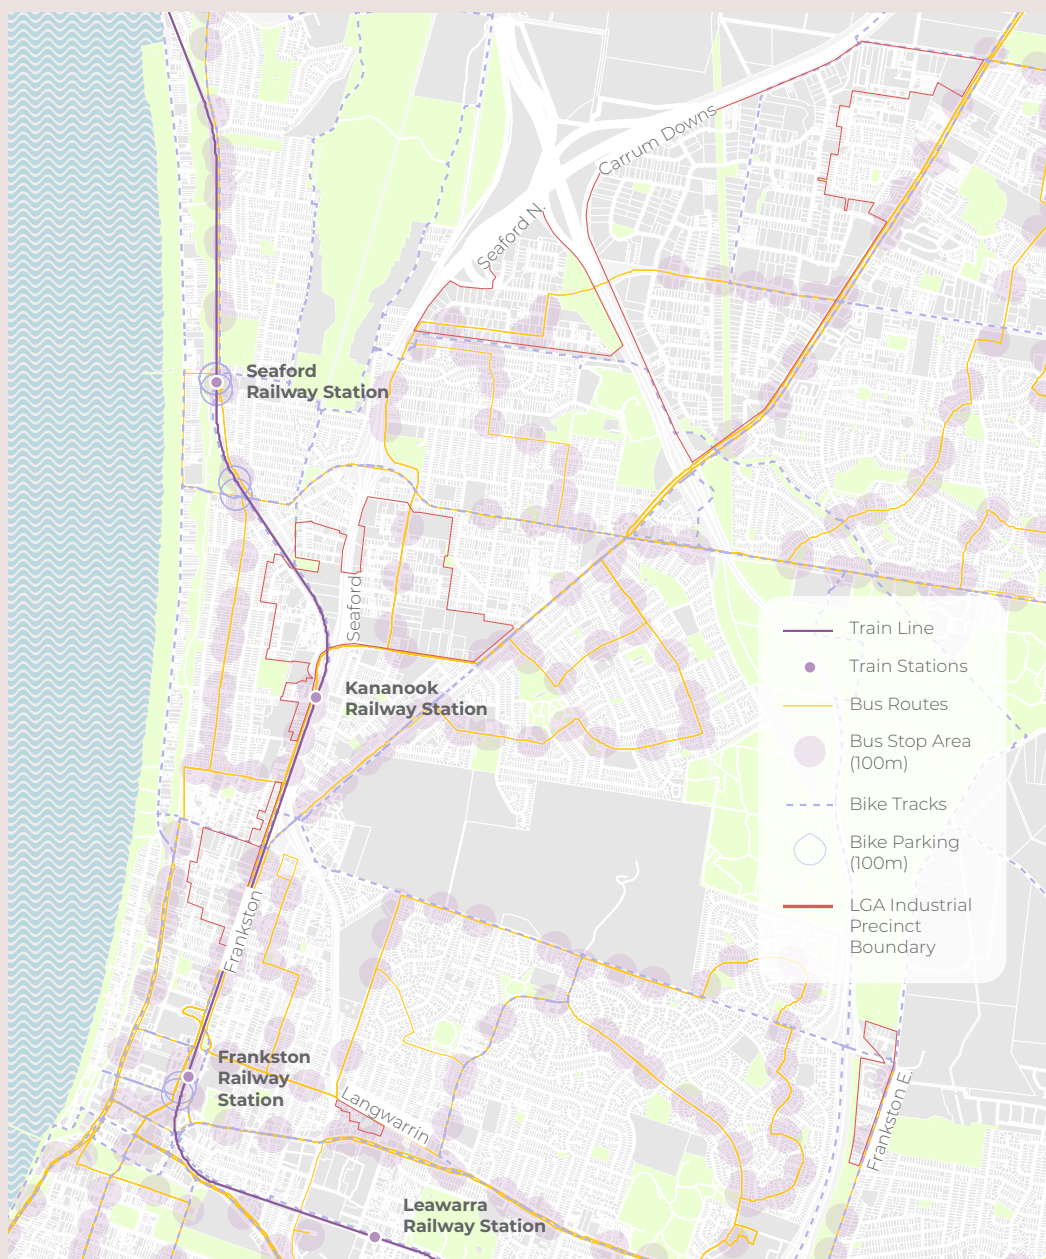 Carrum Downs
Seaford N.
Seaford
Railway Station
Seaford
Kananook
Railway Station
Train Line
Train Stations
Bus Routes
Bus Stop Area
(100m)
Bike Tracks
Bike Parking
(100m)
LGA Industrial
Precinct
Boundary
Frankston
Frankston
Railway
Station
Langwarrin
Frankston E.
Leawarra
Railway Station